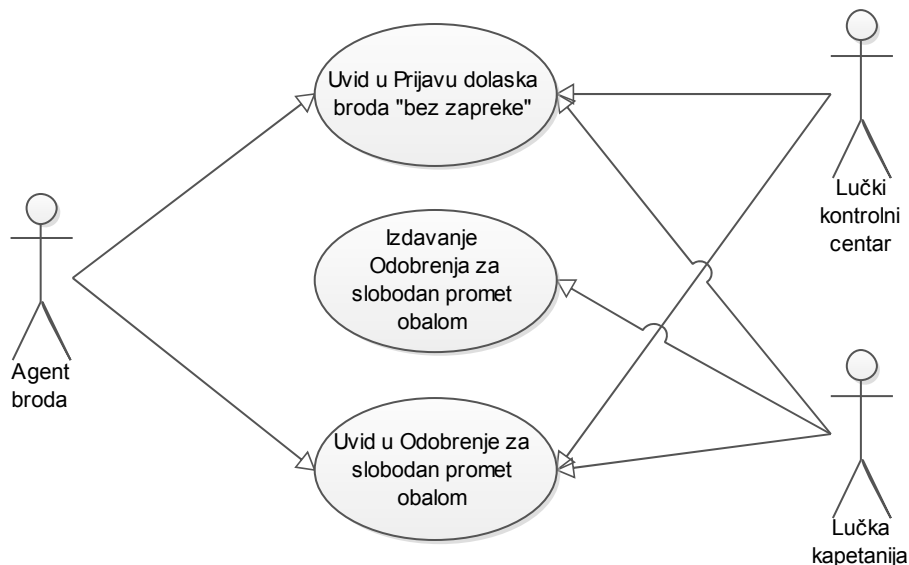 Uvid u Prijavu dolaska
broda "bez zapreke"
Lučki
kontrolni
centar
Izdavanje
Odobrenja za
slobodan promet
obalom
Agent
broda
Uvid u Odobrenje za
slobodan promet
obalom
Lučka
kapetanija